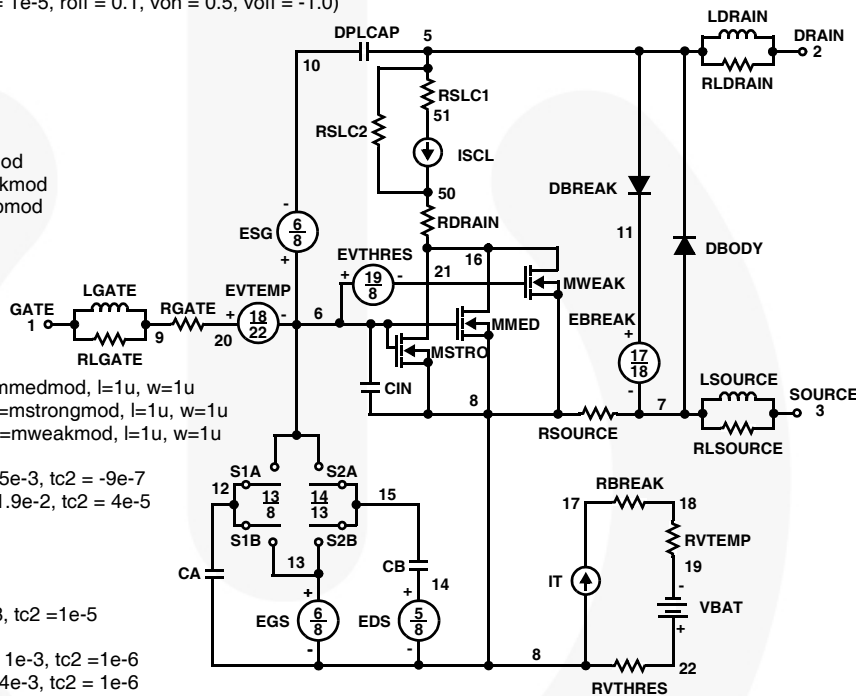 = 1e-5, roff = 0.1, von = 0.5, voff = -1.0)
LDRAIN
DPLCAP 5 DRAIN
10 2
RLDRAIN
RSLC1
51
RSLC2
ISCL
od
kmod
omod
50
DBREAK
RDRAIN
ESG 6 8
- +
11
DBODY
EVTHRES
16
21
+ 19 8 -
MWEAK
LGATE
GATE
1
RGATE
EVTEMP
+ 18 22 -
6
EBREAK
MMED
9
20
RLGATE
MSTRO
+ 17 18 -
CIN
LSOURCE
mmedmod, l=1u, w=1u
=mstrongmod, l=1u, w=1u
=mweakmod, l=1u, w=1u
8
7
SOURCE
3
RSOURCE
RLSOURCE
5e-3, tc2 = -9e-7
1.9e-2, tc2 = 4e-5
S1A S2A
12 13 8 14 13 15
S1B S2B
13
RBREAK
17 18
RVTEMP
19
CA
CB
14
IT
-
VBAT
+
+ +
EGS 6 8 EDS 5 8
- -
3, tc2 =1e-5
1e-3, tc2 =1e-6
4e-3, tc2 = 1e-6
8
22
RVTHRES